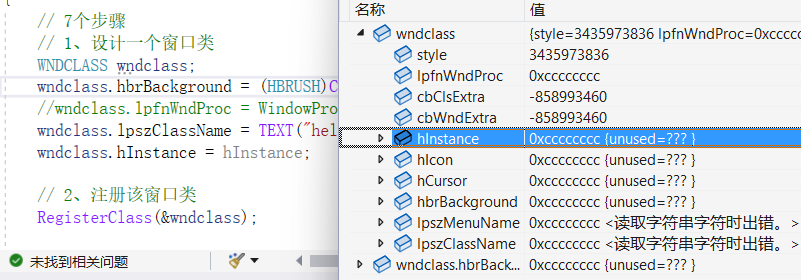 // 7个步骤
// 1、设计一个窗口类
WNDCLASS wndclass;
wndclass.hbrBackground = (HBRUSH)C
//wndclass.lpfnWndProc = WindowPro
wndclass.lpszClassName = TEXT("hel
wndclass.hInstance = hInstance;
// 2、注册该窗口类
RegisterClass(&wndclass);
未找到相关问题
名称 值
wndclass {style=3435973836 lpfnWndProc=0xccccc
style 3435973836
lpfnWndProc 0xcccccccc
cbClsExtra -858993460
cbWndExtra -858993460
hInstance 0xcccccccc {unused=??? }
hIcon 0xcccccccc {unused=??? }
hCursor 0xcccccccc {unused=??? }
hbrBackground 0xcccccccc {unused=??? }
lpszMenuName 0xcccccccc <读取字符串字符时出错。>
lpszClassName 0xcccccccc <读取字符串字符时出错。>
wndclass.hbrBack... 0xcccccccc {unused=??? }